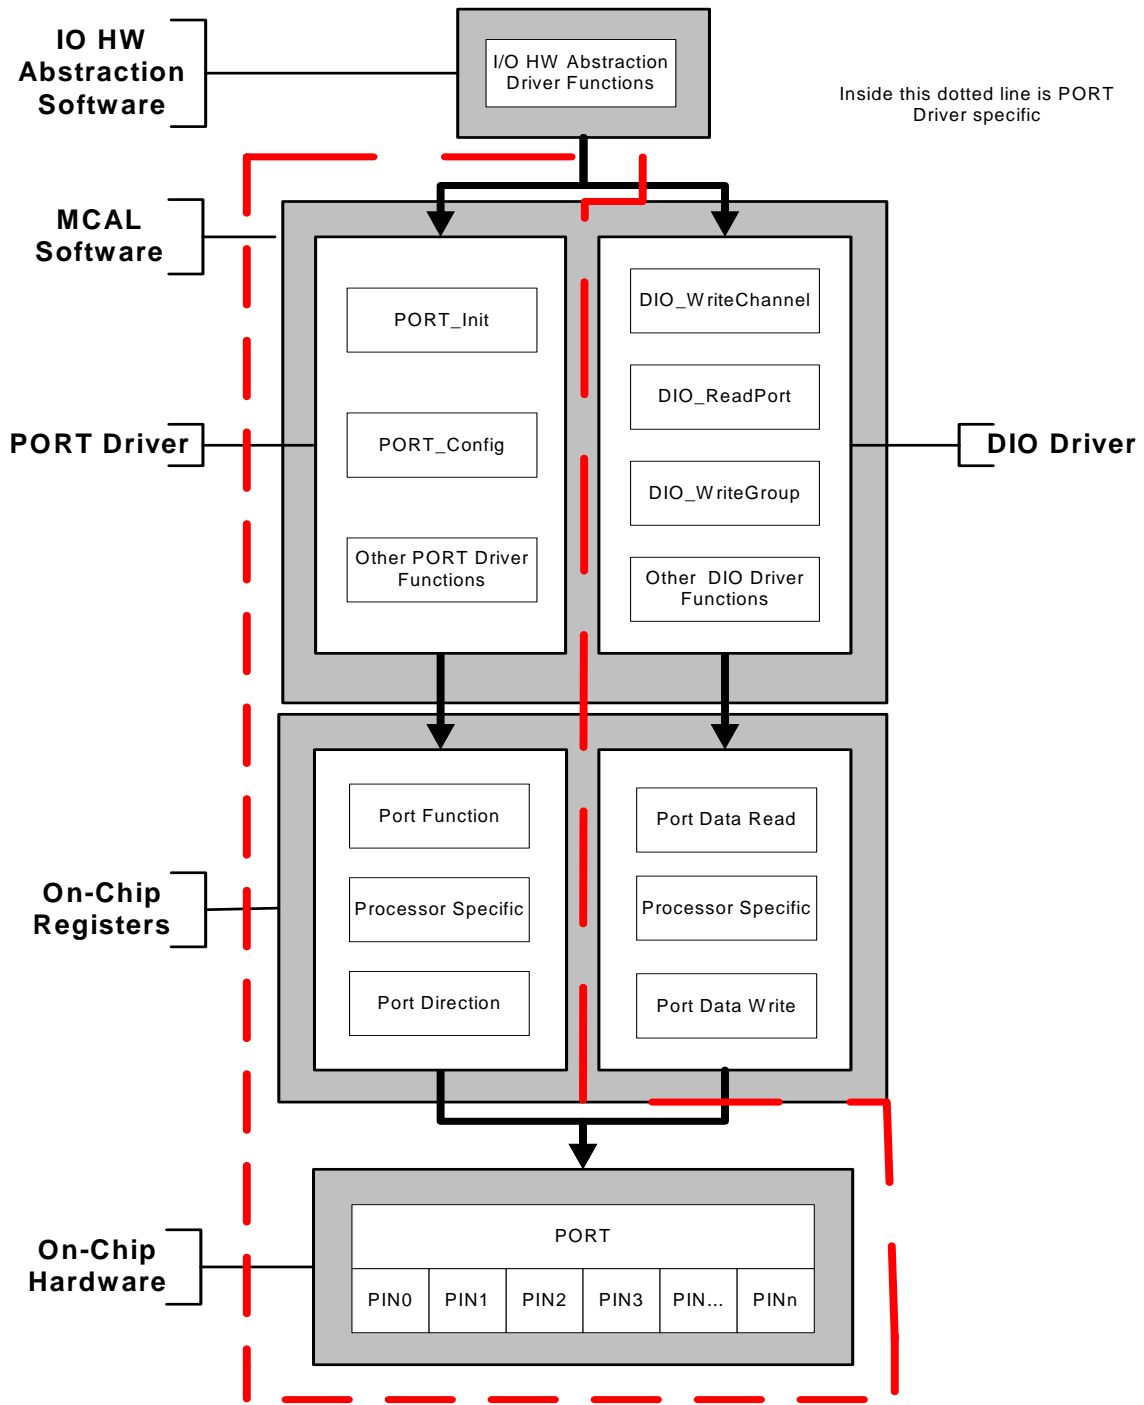 IO HW
Abstraction
Software
I/O HW Abstraction
Driver Functions
Inside this dotted line is PORT
Driver specific
MCAL
Software
PORT_Init
DIO_WriteChannel
DIO_ReadPort
PORT Driver
PORT_Config
DIO Driver
DIO_WriteGroup
Other PORT Driver
Functions
Other DIO Driver
Functions
Port Function
Port Data Read
On-Chip
Registers
Processor Specific
Processor Specific
Port Direction
Port Data Write
On-Chip
Hardware
PORT
PIN0 PIN1 PIN2 PIN3 PIN... PINn